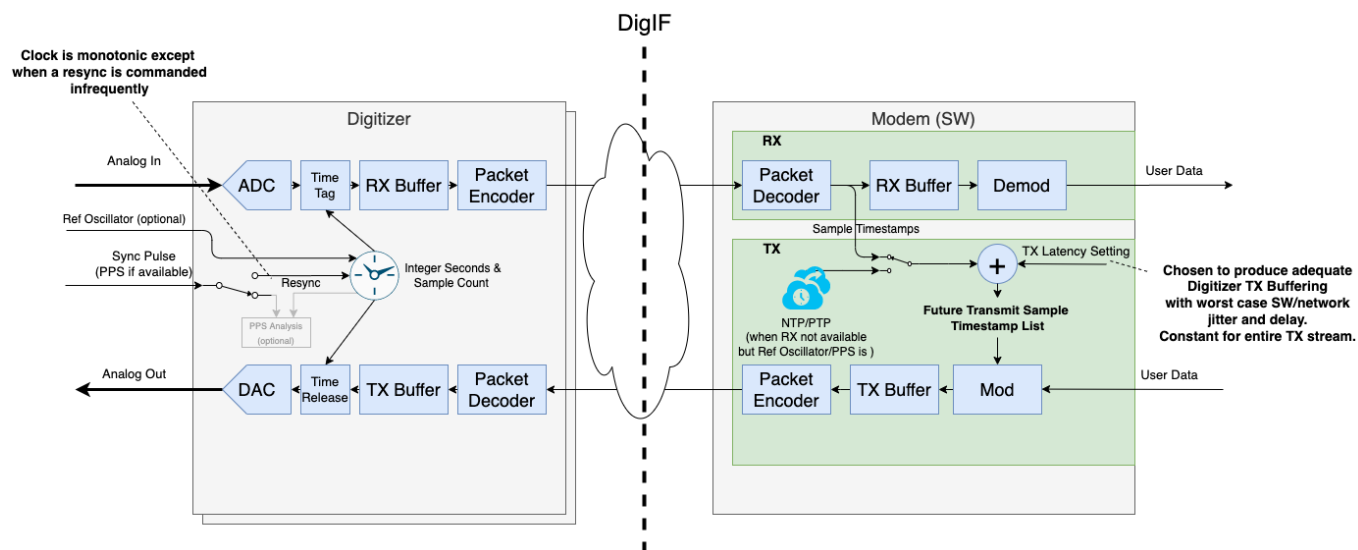 DigIF
Clock is monotonic except
when a resync is commanded
infrequently
Digitizer
Modem (SW)
RX
Analog In
ADC
Time
Tag
RX Buffer
Packet
Encoder
Packet
Decoder
RX Buffer
Demod
User Data
Ref Oscillator (optional)
Sample Timestamps
Sync Pulse
(PPS if available)
Resync
Integer Seconds &
Sample Count
TX
+
TX Latency Setting
Chosen to produce adequate
Digitizer TX Buffering
with worst case SW/network
jitter and delay.
Constant for entire TX stream.
PPS Analysis
(optional)
NTP/PTP
(when RX not available
but Ref Oscillator/PPS is )
Future Transmit Sample
Timestamp List
Analog Out
DAC
Time
Release
TX Buffer
Packet
Decoder
Packet
Encoder
TX Buffer
Mod
User Data